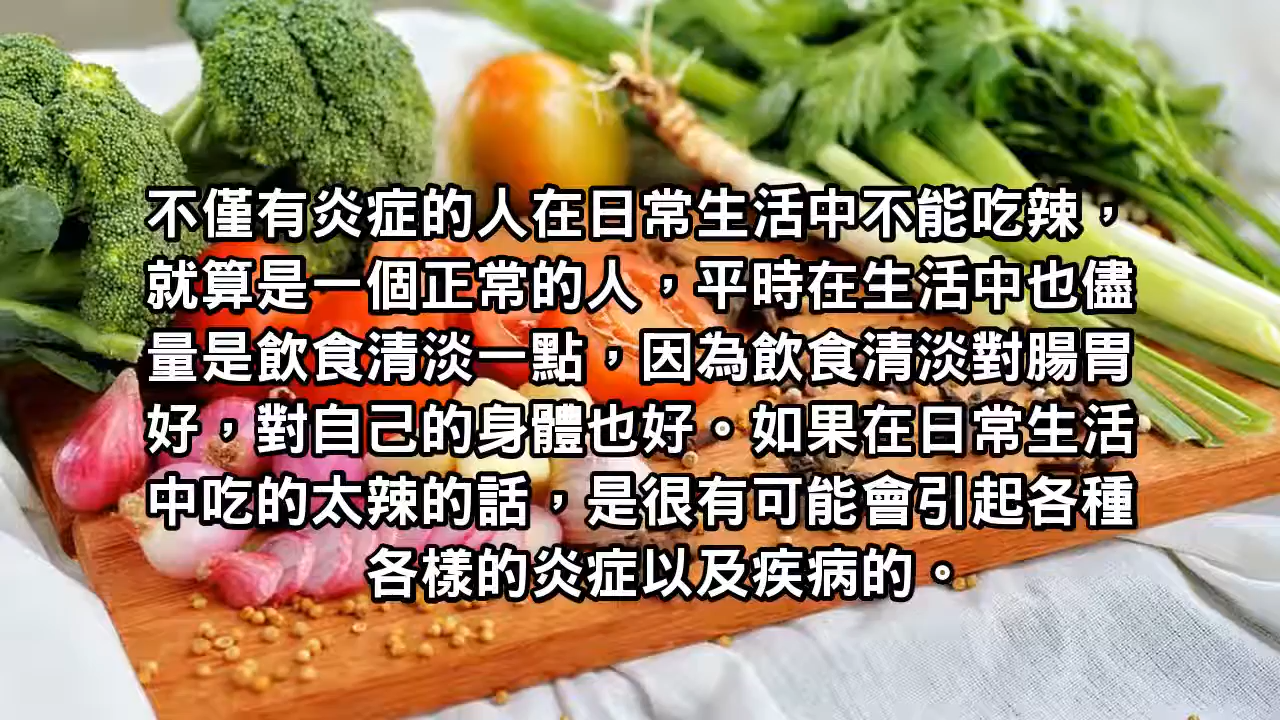 不僅有炎症的人在日常生活中不能吃辣，
就算是一個正常的人，平時在生活中也儘
量是飲食清淡一點，因為飲食清淡對腸胃
好，對自己的身體也好。如果在日常生活
中吃的太辣的話，是很有可能會引起各種
各樣的炎症以及疾病的。